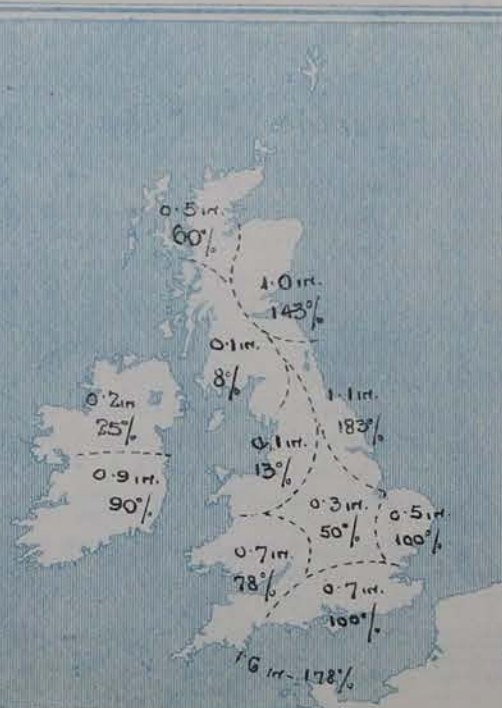 0.5 in.
60%
1.0 in.
143%
0.1 in.
8%
0.2 in
25%
1.1 in.
183%
0.1 in.
13%
0.9 in.
90%
0.3 in.
50%
0.5 in.
100%
0.7 in.
78%
0.7 in.
100%
1.6 in - 178%